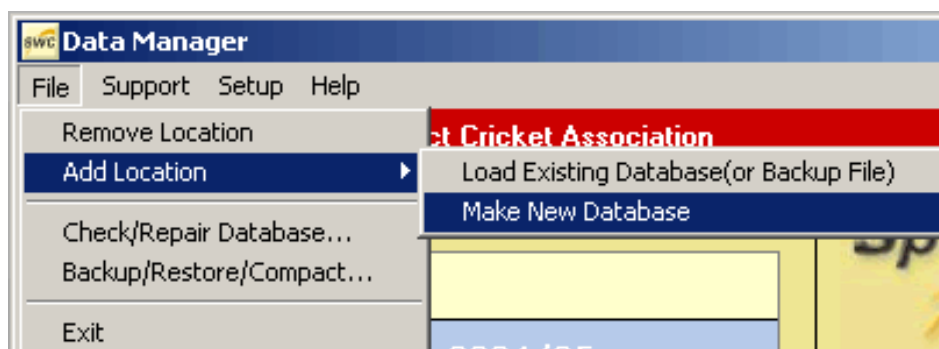 swc Data Manager
File Support Setup Help
Remove Location
ct Cricket Association
Add Location
Load Existing Database(or Backup File)
Make New Database
Check/Repair Database...
Backup/Restore/Compact...
Exit